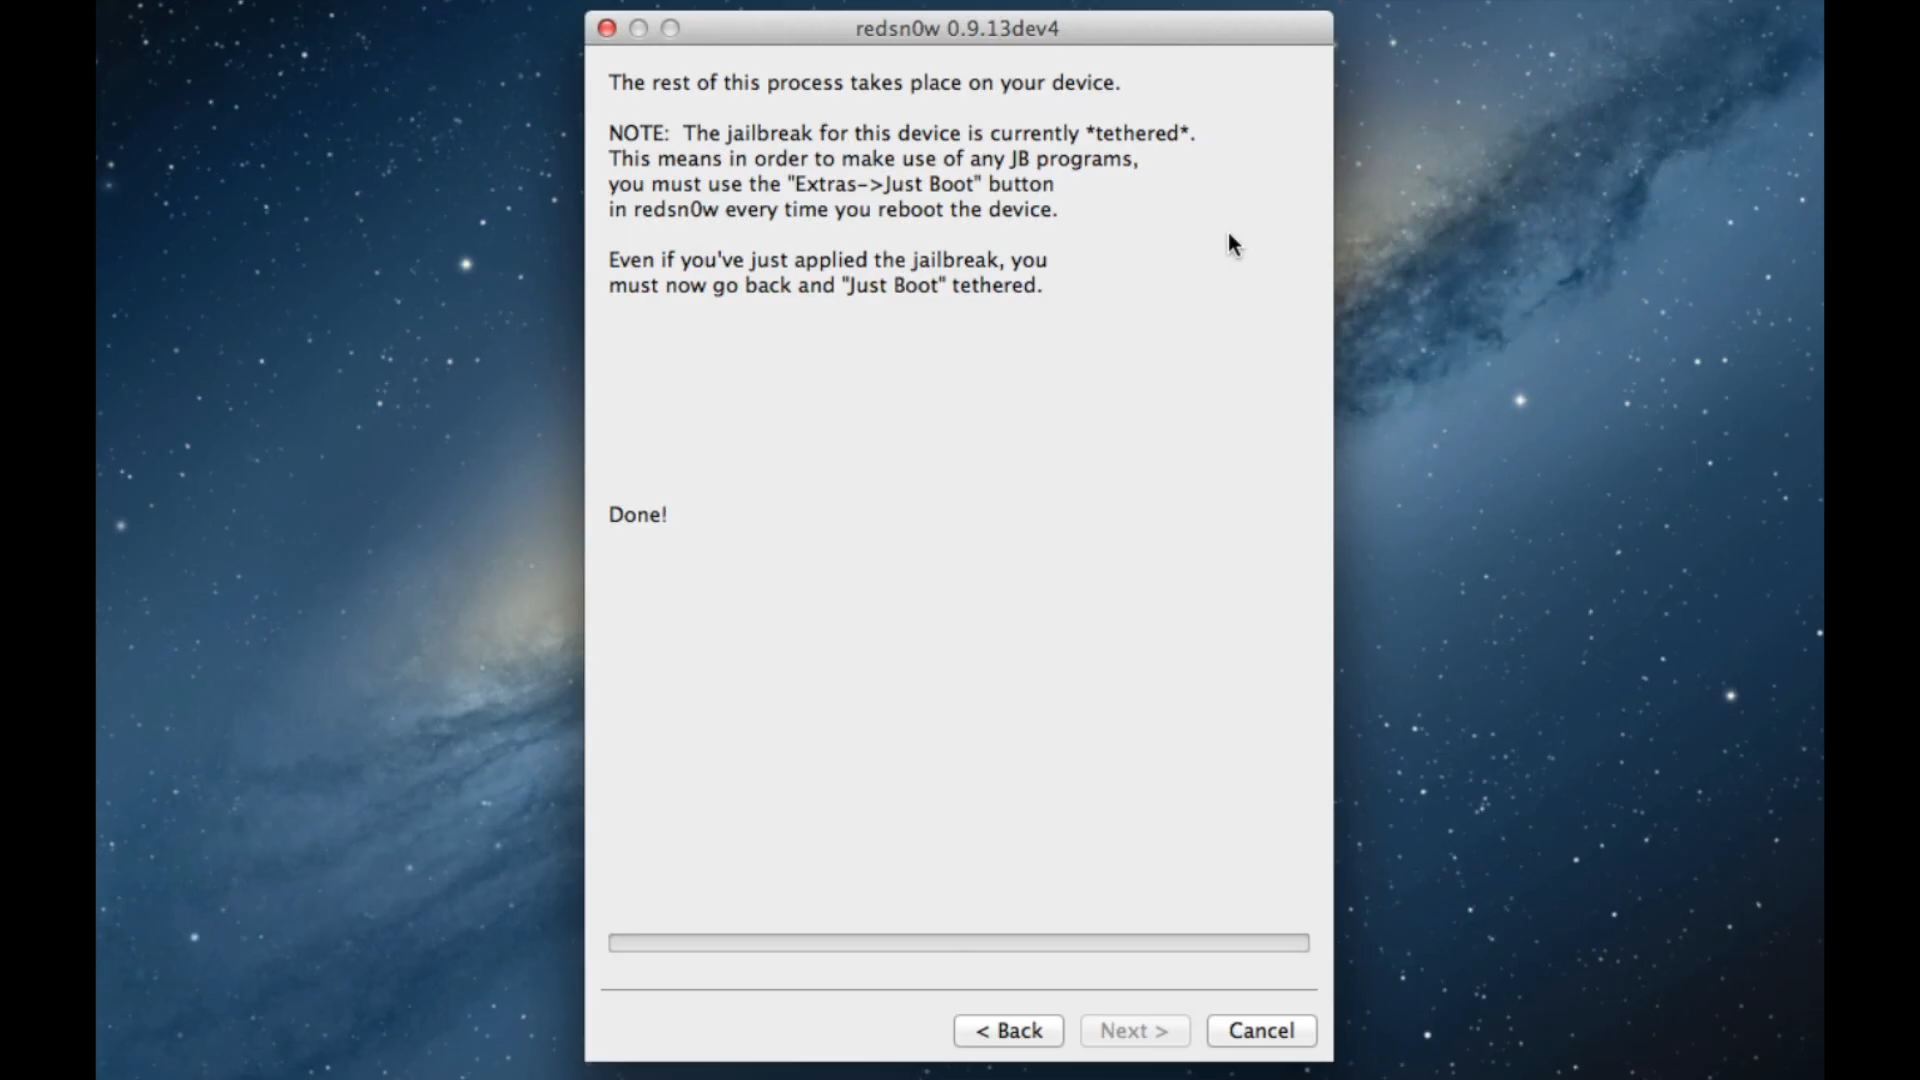 redsn0w 0.9.13dev4
The rest of this process takes place on your device.
NOTE:  The jailbreak for this device is currently *tethered*.
This means in order to make use of any JB programs,
you must use the "Extras->Just Boot" button
in redsn0w every time you reboot the device.
Even if you've just applied the jailbreak, you
must now go back and "Just Boot" tethered.
Done!
< Back
Next >
Cancel